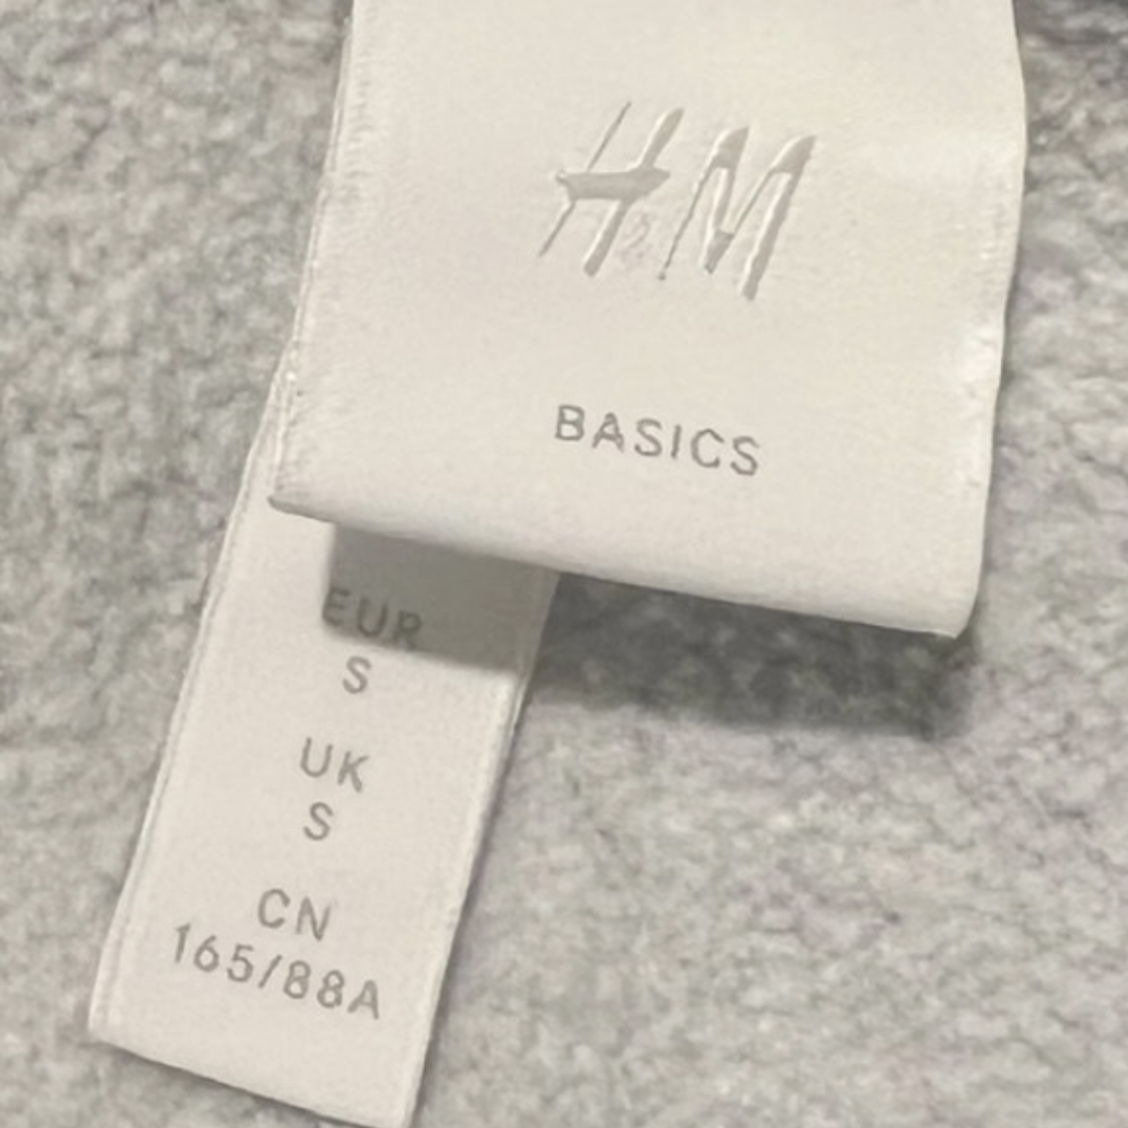 H&M
BASICS
EUR
S
UK
S
CN
165/88A